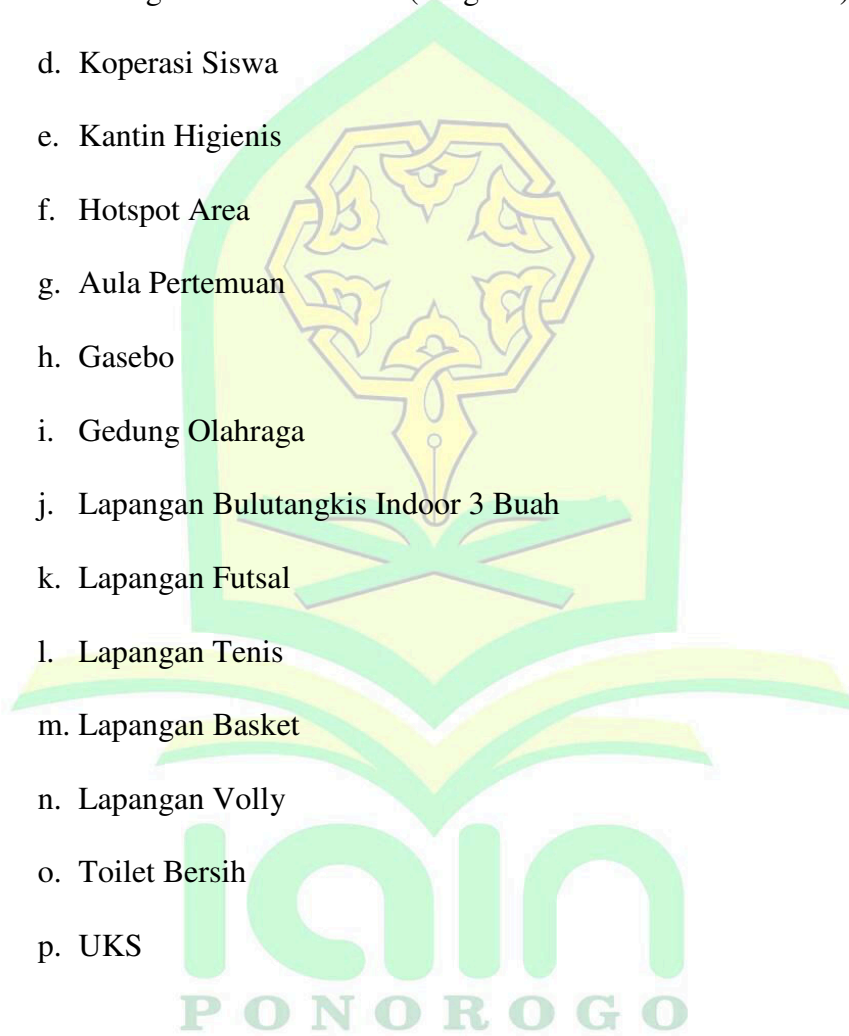 d. Koperasi Siswa
e. Kantin Higienis
f. Hotspot Area
g. Aula Pertemuan
h. Gasebo
i. Gedung Olahraga
j. Lapangan Bulutangkis Indoor 3 Buah
k. Lapangan Futsal
l. Lapangan Tenis
m. Lapangan Basket
n. Lapangan Volly
o. Toilet Bersih
p. UKS
iain
PONOROGO